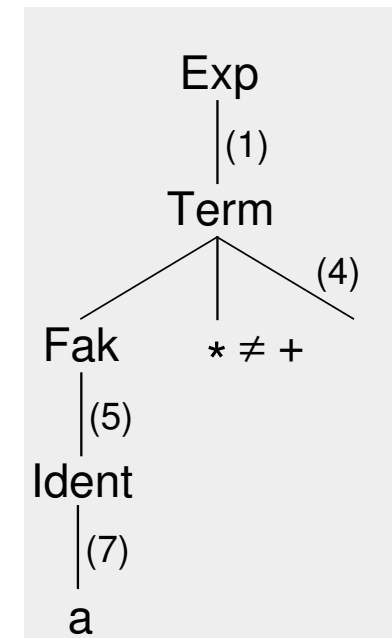 Exp
(1)
Term
(4)
Fak * ≠ +
(5)
Ident
(7)
a